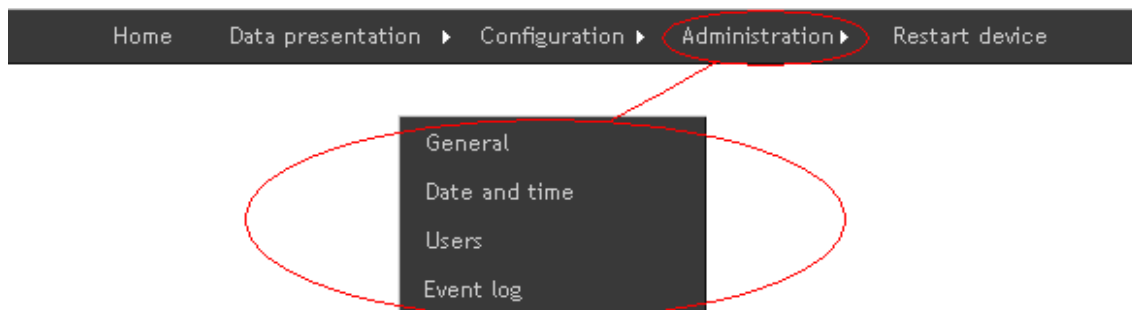 Home Data presentation Configuration Administration Restart device
General
Date and time
Users
Event log